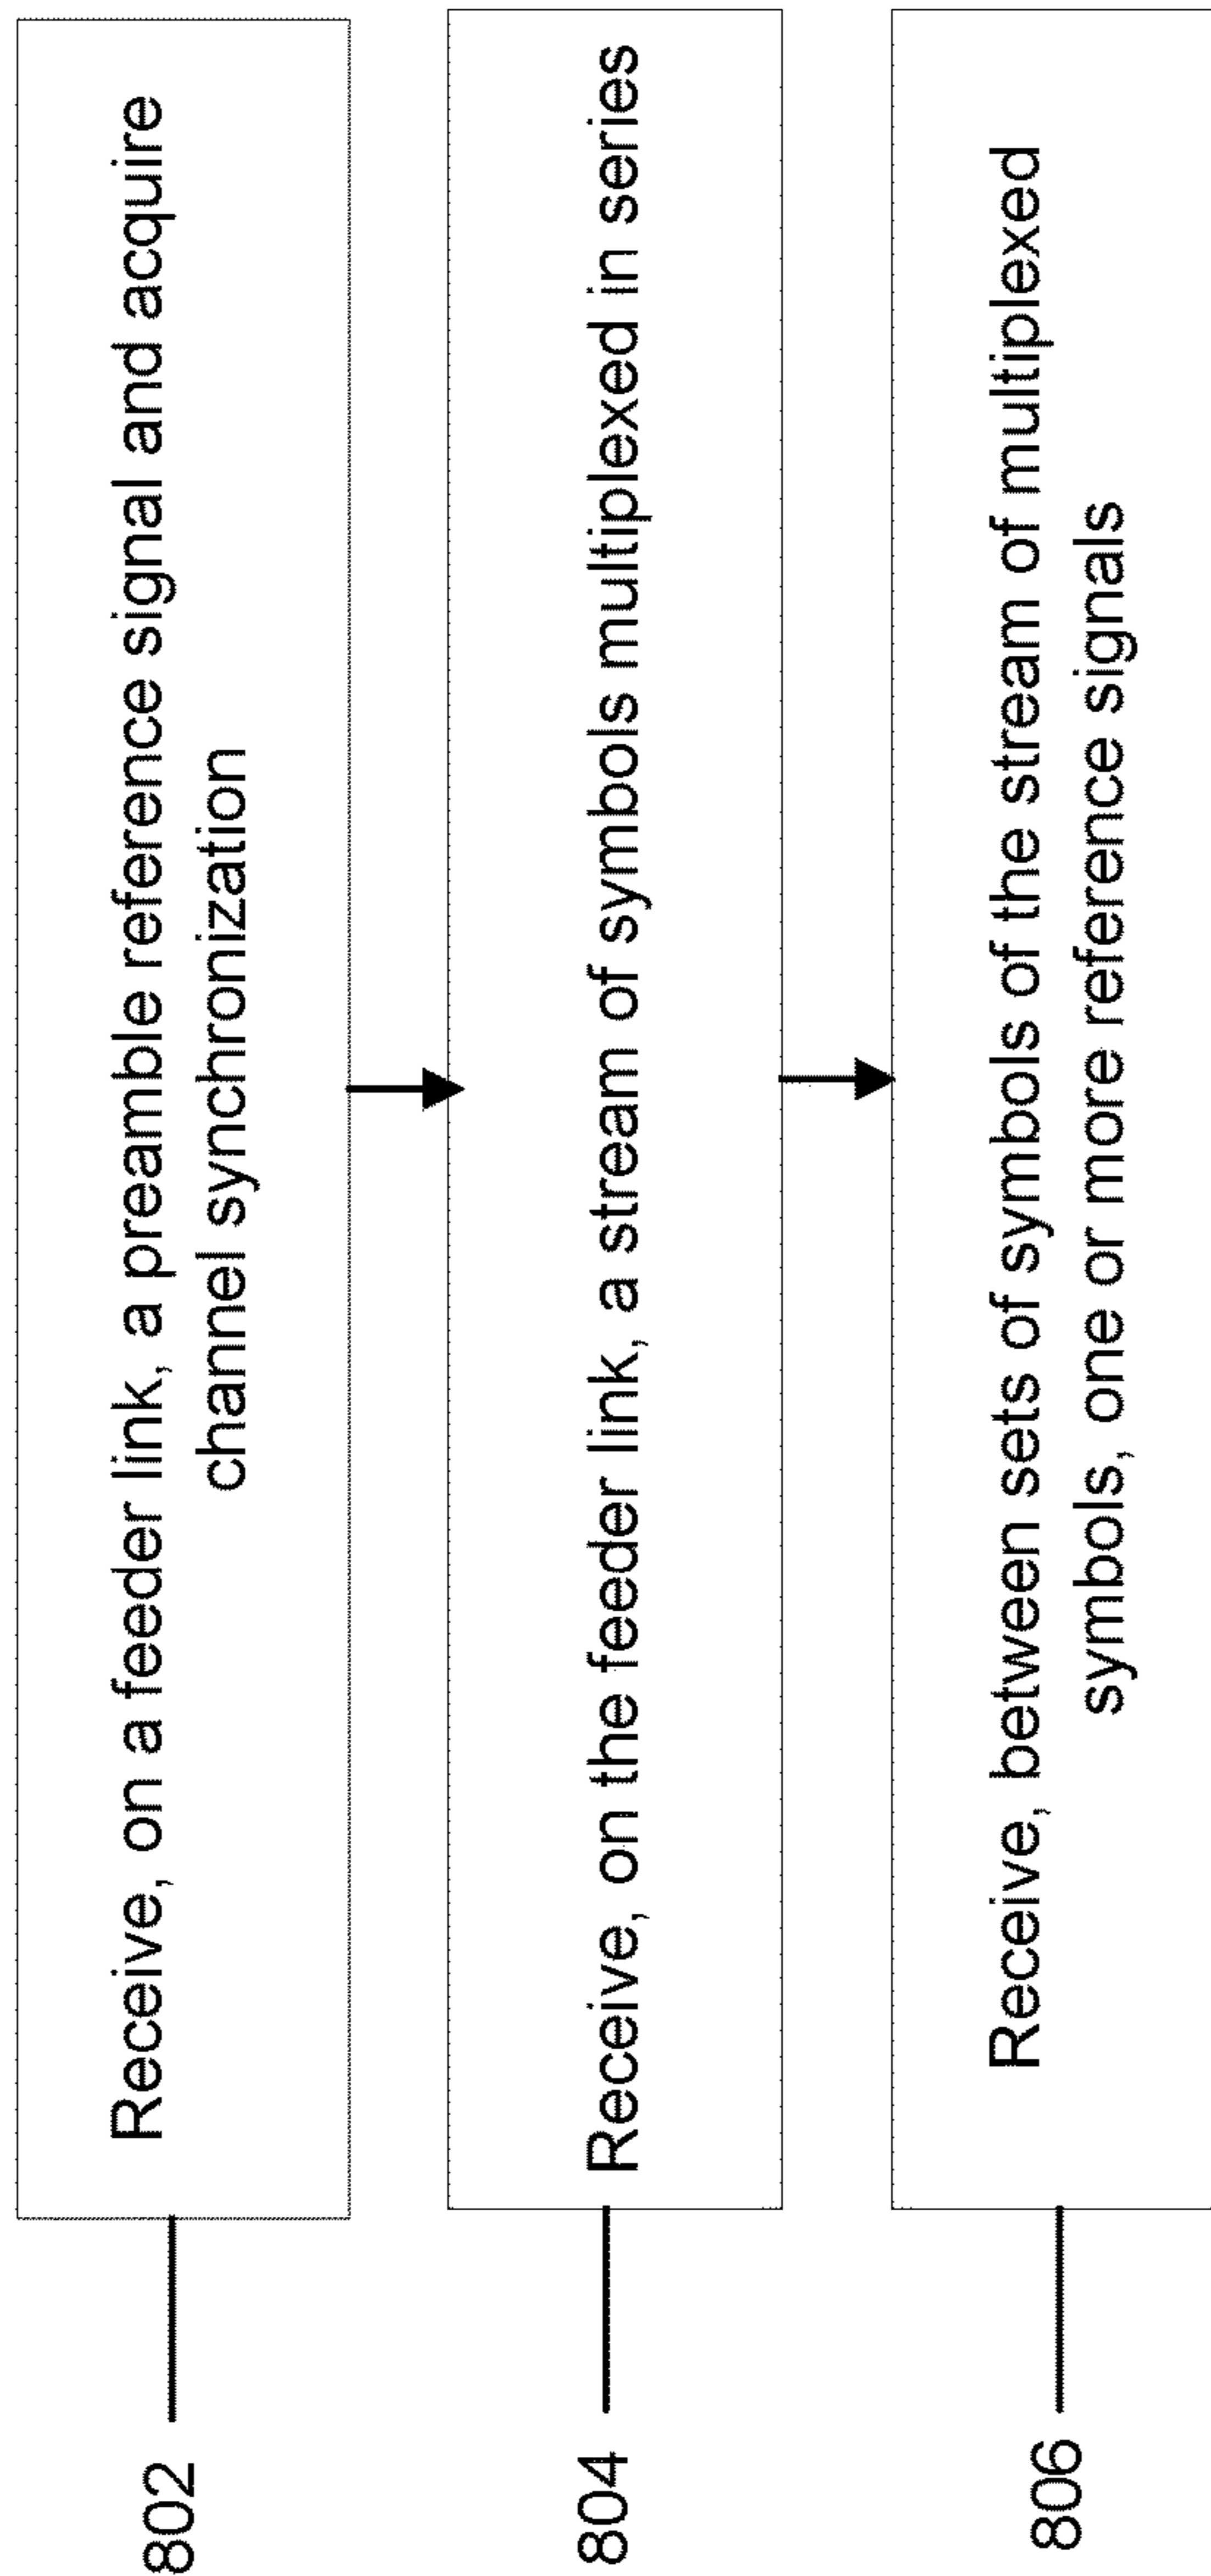 802
Receive, on a feeder link, a preamble reference signal and acquire
channel synchronization
804
Receive, on the feeder link, a stream of symbols multiplexed in series
806
Receive, between sets of symbols of the stream of multiplexed
symbols, one or more reference signals